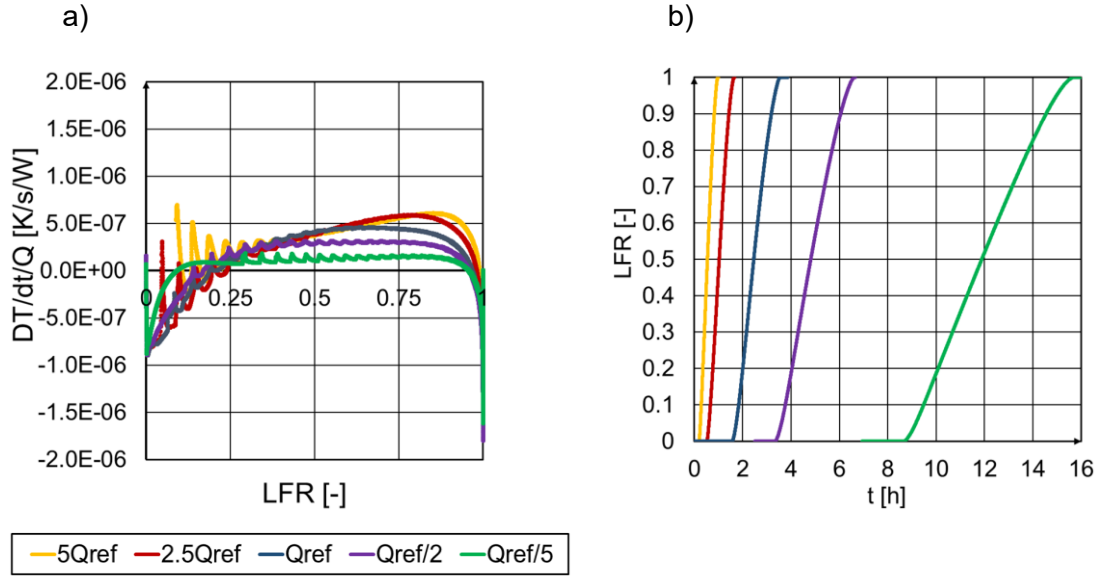 a)
b)
2.0E-06
1.5E-06
1.0E-06
5.0E-07
0.0E+00
-5.0E-07
-1.0E-06
-1.5E-06
-2.0E-06
DT/dt/Q [K/s/W]
0 0.25 0.5 0.75 1
LFR [-]
1
0.9
0.8
0.7
0.6
0.5
0.4
0.3
0.2
0.1
0
LFR [-]
0 2 4 6 8 10 12 14 16
t [h]
5Qref 2.5Qref Qref Qref/2 Qref/5